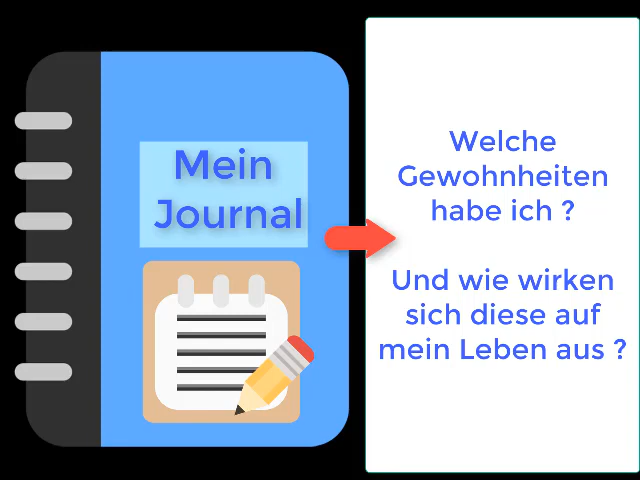 Mein
Journal
Welche
Gewohnheiten
habe ich ?
Und wie wirken
sich diese auf
mein Leben aus ?